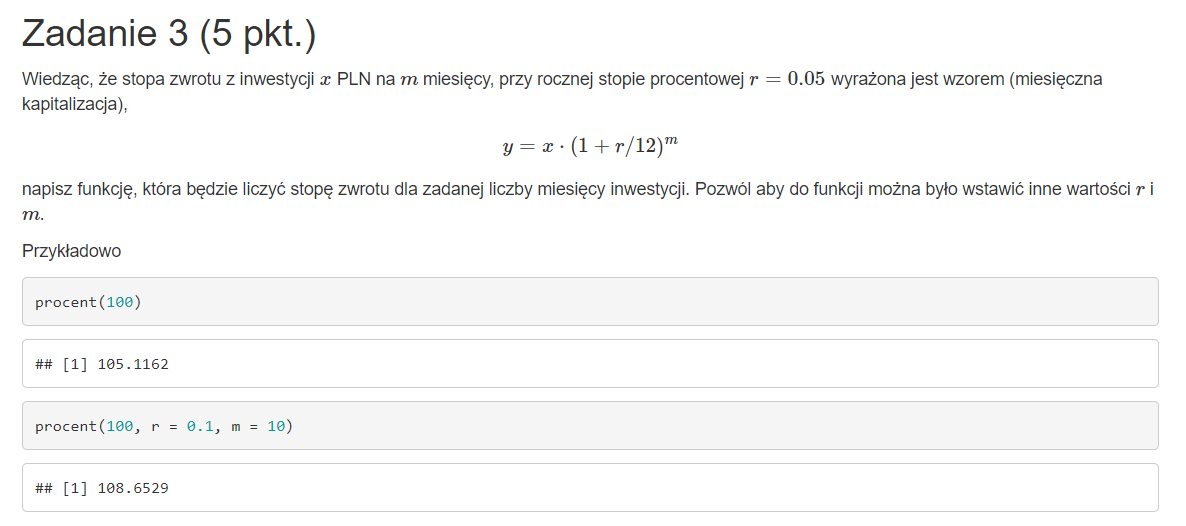 Zadanie 3 (5 pkt.)
Wiedząc, że stopa zwrotu z inwestycji x PLN na m miesięcy, przy rocznej stopie procentowej r = 0.05 wyrażona jest wzorem (miesięczna
kapitalizacja),
y = x · (1 + r/12)^m
napisz funkcję, która będzie liczyć stopę zwrotu dla zadanej liczby miesięcy inwestycji. Pozwól aby do funkcji można było wstawić inne wartości r i
m.
Przykładowo
procent(100)
## [1] 105.1162
procent(100, r = 0.1, m = 10)
## [1] 108.6529